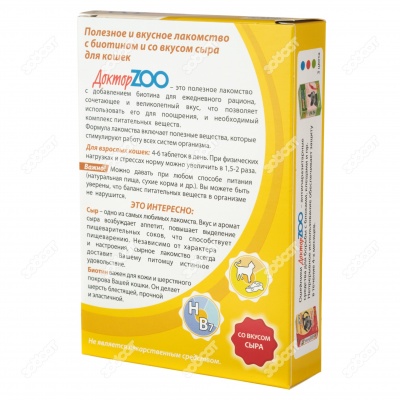 Полезное и вкусное лакомство
с биотином и со вкусом сыра
для кошек
ДокторZOO – это полезное лакомство
с добавлением биотина для ежедневного рациона,
сочетающее и великолепный вкус, что позволяет
использовать его для поощрения, и необходимый
комплекс питательных веществ.
Формула лакомства включает полезные вещества, которые
стимулируют работу всех систем организма.
Для взрослых кошек: 4-6 таблеток в день. При физических
нагрузках и стрессах норму можно увеличить в 1,5-2 раза.
Важно! Можно давать при любом способе питания
(натуральная пища, сухие корма и др.). Вы можете быть
уверены, что баланс питательных веществ в организме
не нарушится.
ЭТО ИНТЕРЕСНО:
Сыр – одно из самых любимых лакомств. Вкус и аромат
сыра возбуждает аппетит, повышает выделение
пищеварительных соков, что способствует
пищеварению. Независимо от характера
и настроения, сырное лакомство всегда
доставит Вашему питомцу истинное
удовольствие.
Биотин важен для кожи и шерстного
покрова Вашей кошки. Он делает
шерсть блестящей, прочной
и эластичной.
H
B7
СО ВКУСОМ
СЫРА
Не является лекарственным средством.
ДокторZOO